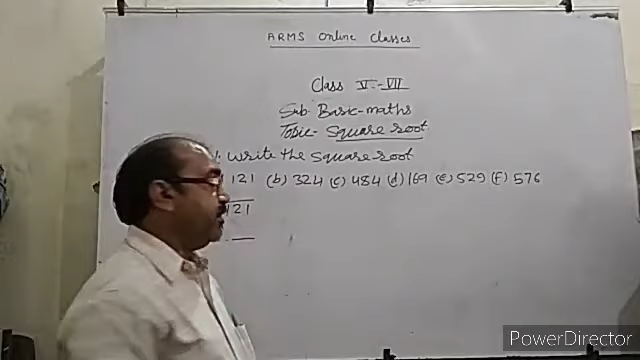 ARMS Online Classes
Class V-VII
Sub. Basic-maths
Topic- Square root
Write the square root
121 (b) 324 (c) 484 (d) 169 (e) 529 (f) 576
121
PowerDirector